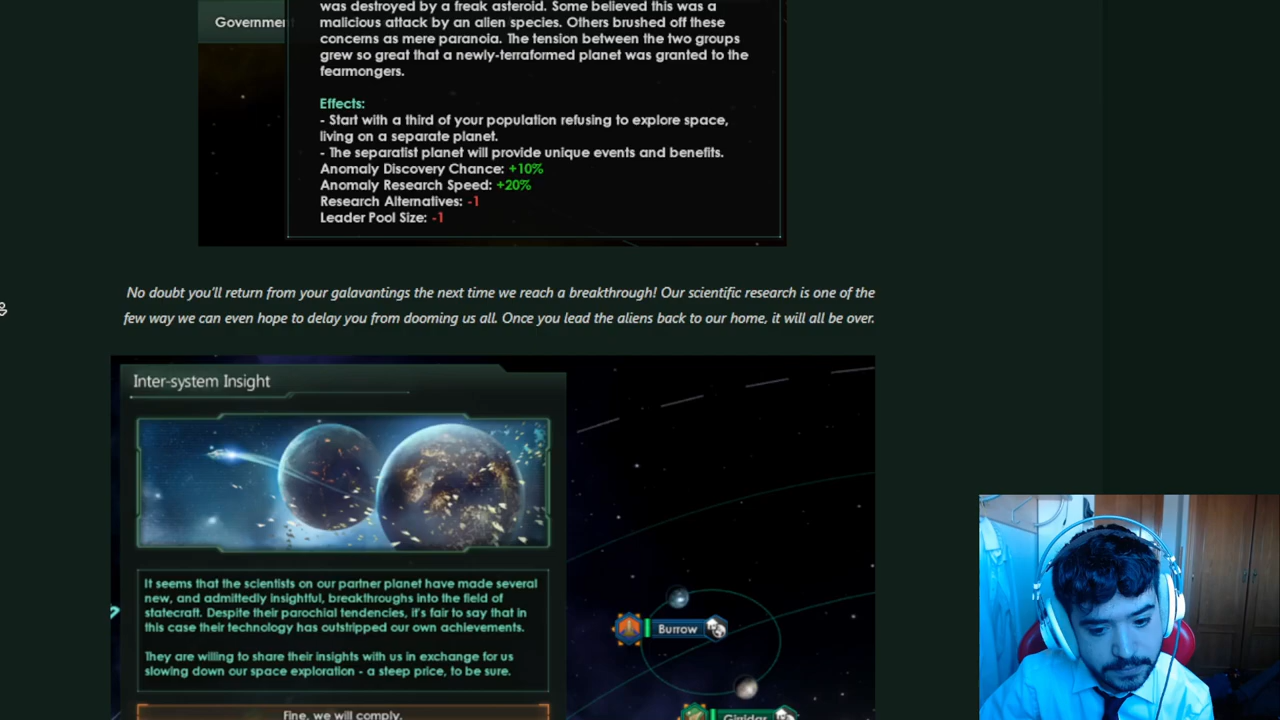 was destroyed by a freak asteroid. Some believed this was a
Government
malicious attack by an alien species. Others brushed off these
concerns as mere paranoia. The tension between the two groups
grew so great that a newly-terraformed planet was granted to the
fearmongers.
Effects:
- Start with a third of your population refusing to explore space,
living on a separate planet.
- The separatist planet will provide unique events and benefits.
Anomaly Discovery Chance: +10%
Anomaly Research Speed: +20%
Research Alternatives: -1
Leader Pool Size: -1
No doubt you'll return from your galavantings the next time we reach a breakthrough! Our scientific research is one of the
few way we can even hope to delay you from dooming us all. Once you lead the aliens back to our home, it will all be over.
Inter-system Insight
It seems that the scientists on our partner planet have made several
new, and admittedly insightful, breakthroughs into the field of
statecraft. Despite their parochial tendencies, it's fair to say that in
this case their technology has outstripped our own achievements.
They are willing to share their insights with us in exchange for us
slowing down our space exploration - a steep price, to be sure.
Fine, we will comply.
Burrow
Girridar